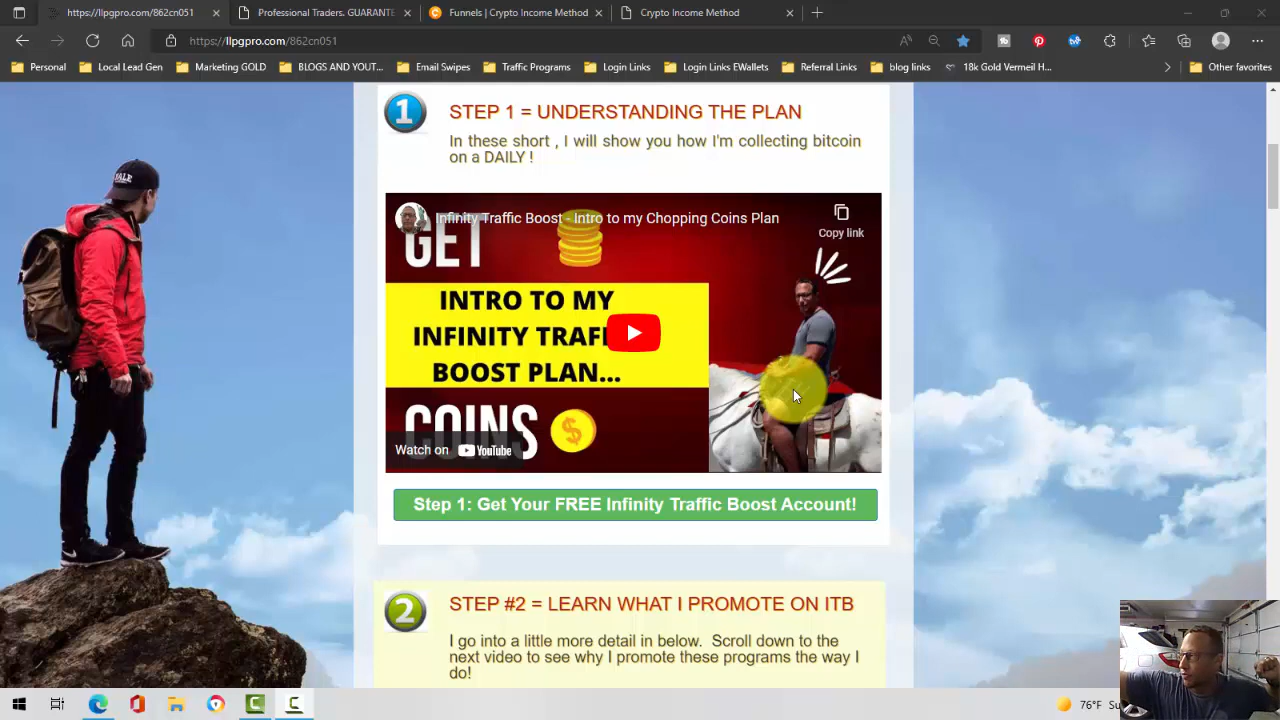 https://llpgpro.com/862cn051
Professional Traders. GUARANTE
Funnels | Crypto Income Method
Crypto Income Method
https://llpgpro.com/862cn051
Personal
Local Lead Gen
Marketing GOLD
BLOGS AND YOUT...
Email Swipes
Traffic Programs
Login Links
Login Links EWallets
Referral Links
blog links
18k Gold Vermeil H...
Other favorites
1
STEP 1 = UNDERSTANDING THE PLAN
In these short , I will show you how I'm collecting bitcoin
on a DAILY !
Infinity Traffic Boost - Intro to my Chopping Coins Plan
Copy link
GET
INTRO TO MY
INFINITY TRAF
BOOST PLAN...
COINS $
Watch on YouTube
Step 1: Get Your FREE Infinity Traffic Boost Account!
2
STEP #2 = LEARN WHAT I PROMOTE ON ITB
I go into a little more detail in below. Scroll down to the
next video to see why I promote these programs the way I
do!
76°F Su